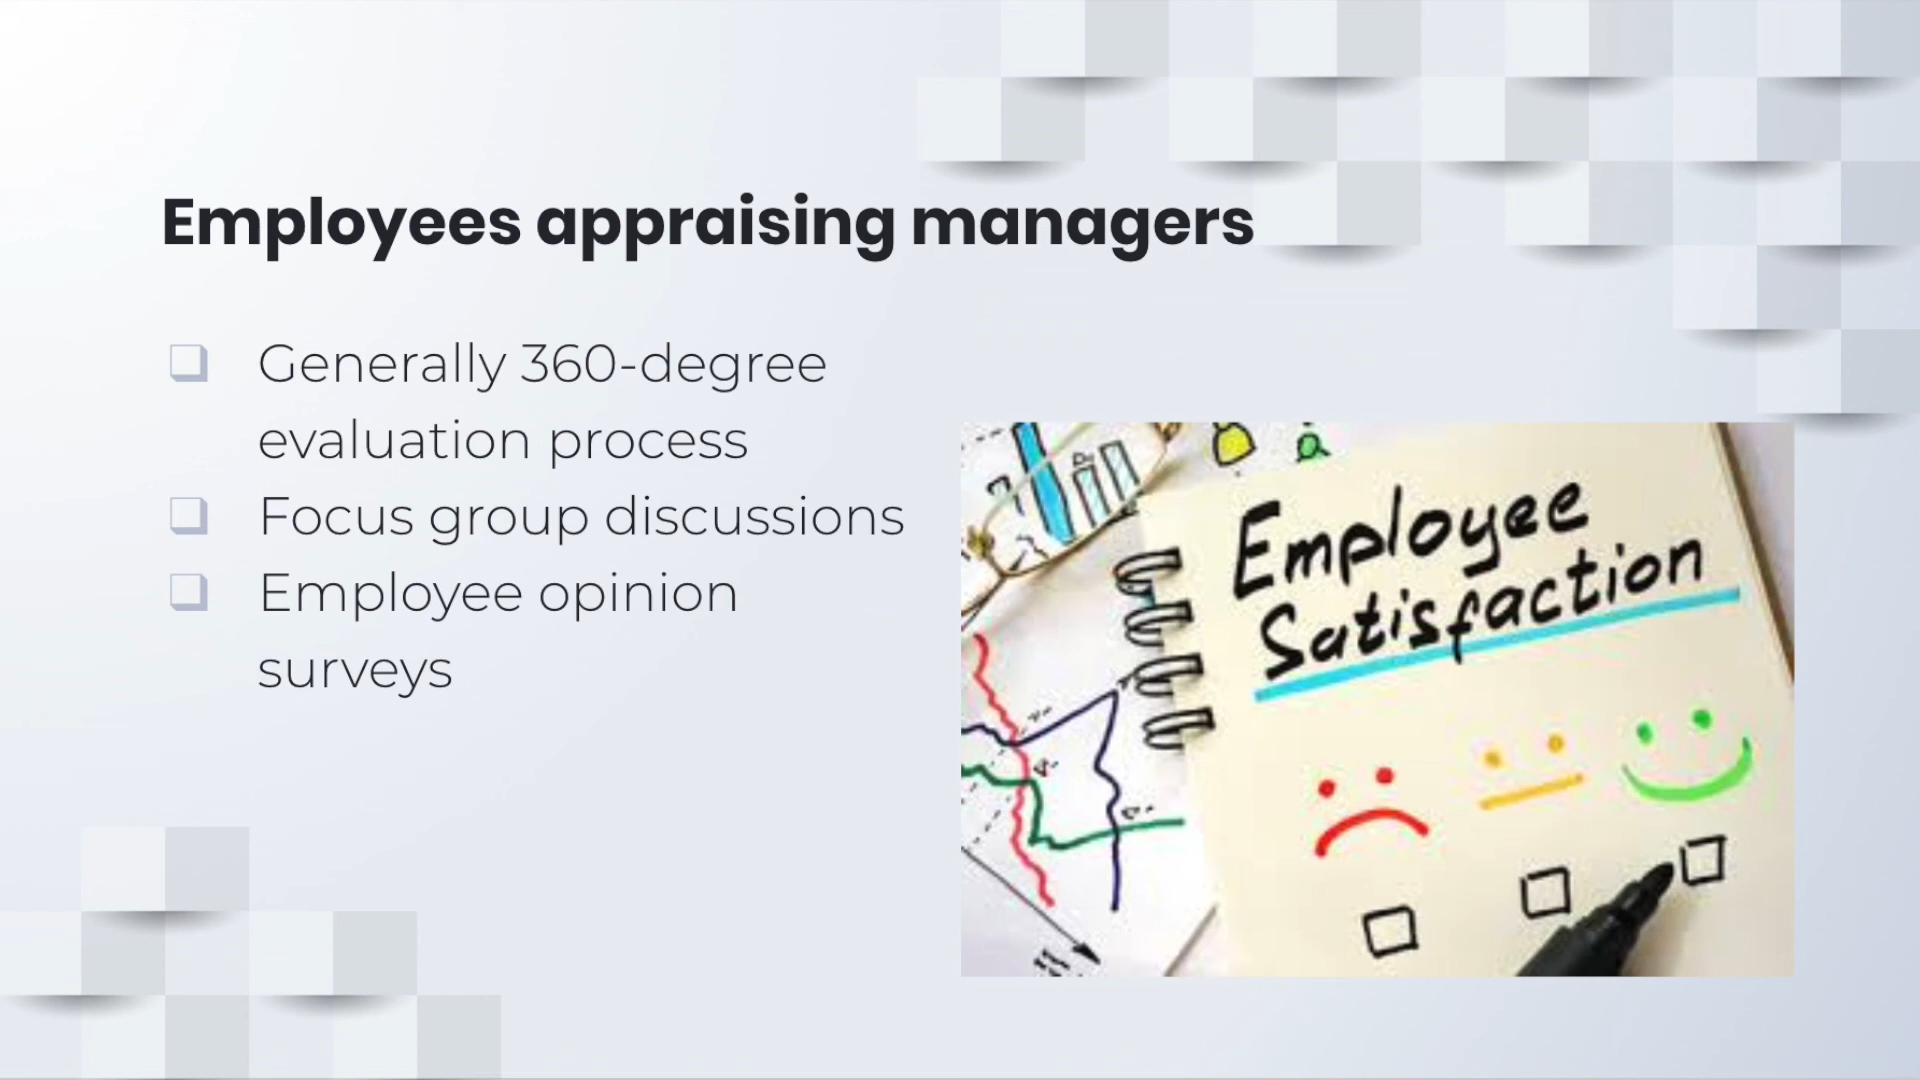 Employees appraising managers
Generally 360-degree
evaluation process
Focus group discussions
Employee opinion
surveys
Employee
Satisfaction